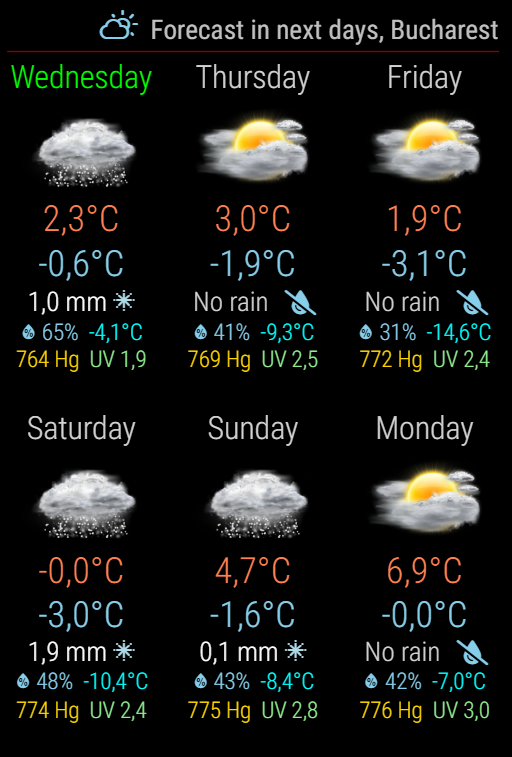 Forecast in next days, Bucharest
Wednesday Thursday Friday
2,3°C 3,0°C 1,9°C
-0,6°C -1,9°C -3,1°C
1,0 mm No rain No rain
% 65% -4,1°C % 41% -9,3°C % 31% -14,6°C
764 Hg UV 1,9 769 Hg UV 2,5 772 Hg UV 2,4
Saturday Sunday Monday
-0,0°C 4,7°C 6,9°C
-3,0°C -1,6°C -0,0°C
1,9 mm 0,1 mm No rain
% 48% -10,4°C % 43% -8,4°C % 42% -7,0°C
774 Hg UV 2,4 775 Hg UV 2,8 776 Hg UV 3,0